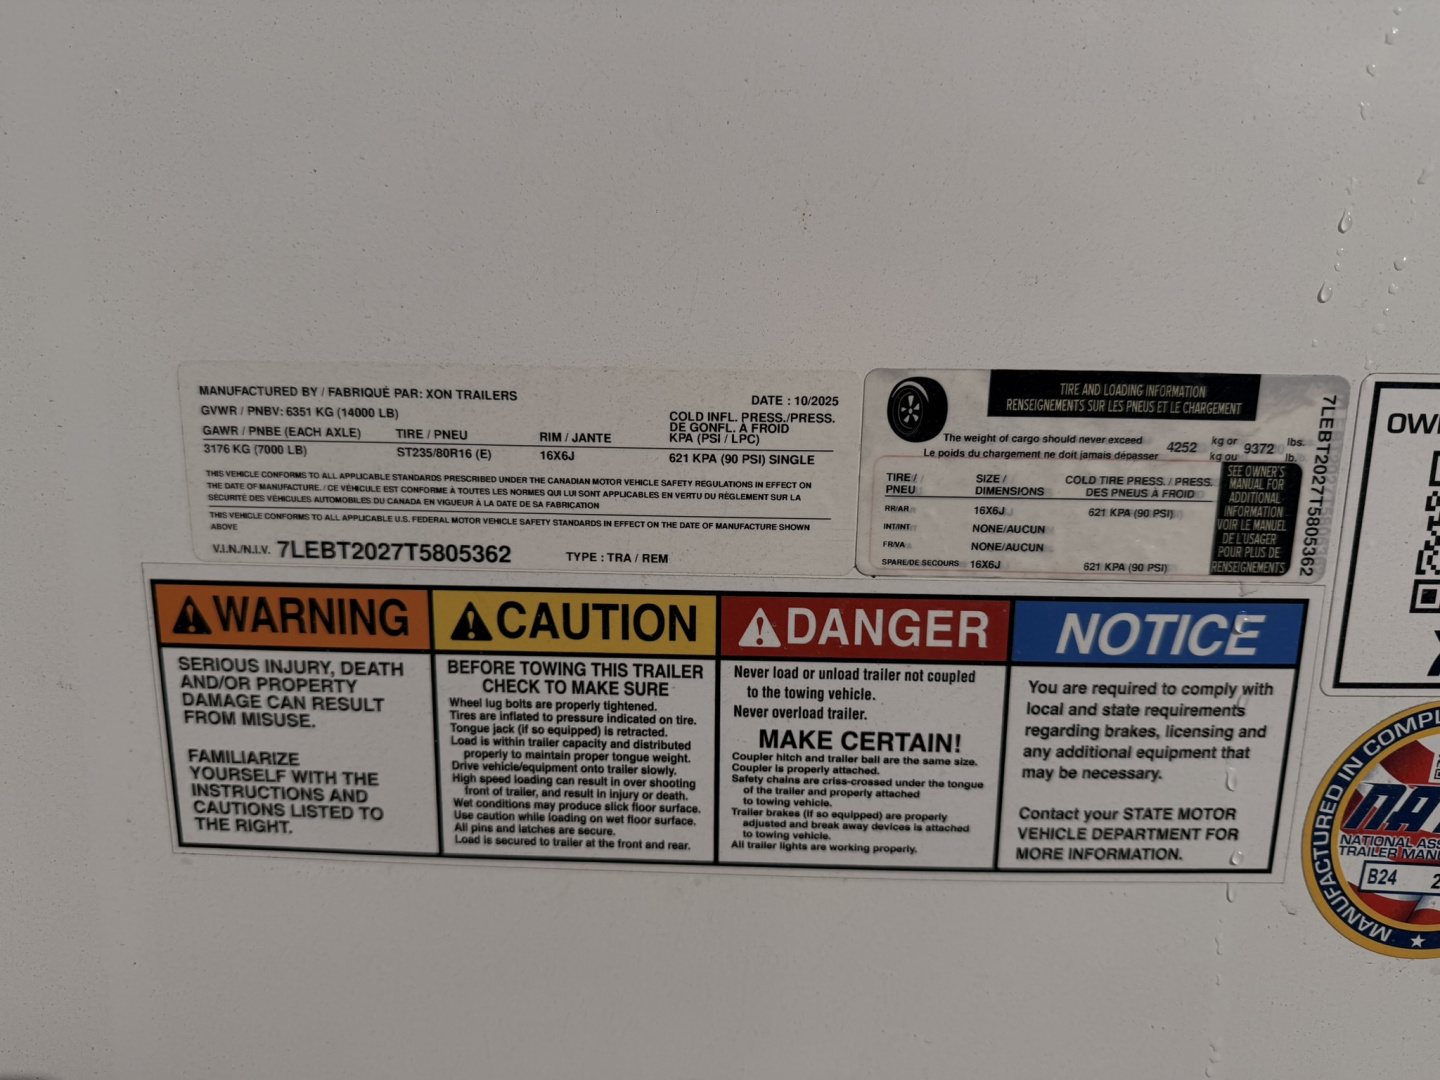 MANUFACTURED BY / FABRIQUÈ PAR: XON TRAILERS
DATE : 10/2025
GVWR / PNBV: 6351 KG (14000 LB)
COLD INFL. PRESS./PRESS.
DE GONFL. À FROID
KPA (PSI / LPC)
GAWR / PNBE (EACH AXLE) TIRE / PNEU RIM / JANTE
3176 KG (7000 LB) ST235/80R16 (E) 16X6J 621 KPA (90 PSI) SINGLE
THIS VEHICLE CONFORMS TO ALL APPLICABLE STANDARDS PRESCRIBED UNDER THE CANADIAN MOTOR VEHICLE SAFETY REGULATIONS IN EFFECT ON
THE DATE OF MANUFACTURE. / CE VÉHICULE EST CONFORME À TOUTES LES NORMES QUI LUI SONT APPLICABLES EN VERTU DU RÈGLEMENT SUR LA
SÉCURITÉ DES VÉHICULES AUTOMOBILES DU CANADA EN VIGUEUR À LA DATE DE SA FABRICATION
THIS VEHICLE CONFORMS TO ALL APPLICABLE U.S. FEDERAL MOTOR VEHICLE SAFETY STANDARDS IN EFFECT ON THE DATE OF MANUFACTURE SHOWN
ABOVE
V.I.N./N.I.V. 7LEBT2027T5805362 TYPE : TRA / REM
TIRE AND LOADING INFORMATION
RENSEIGNEMENTS SUR LES PNEUS ET LE CHARGEMENT
The weight of cargo should never exceed 4252 kg or 9372 lbs.
Le poids du chargement ne doit jamais dépasser kg ou lb.
TIRE /
PNEU
SIZE /
DIMENSIONS
COLD TIRE PRESS. / PRESS.
DES PNEUS À FROID
RR/AR 16X6J 621 KPA (90 PSI)
INT/INT NONE/AUCUN
FR/VA NONE/AUCUN
SPARE/DE SECOURS 16X6J 621 KPA (90 PSI)
SEE OWNER'S
MANUAL FOR
ADDITIONAL
INFORMATION
VOIR LE MANUEL
DE L'USAGER
POUR PLUS DE
RENSEIGNEMENTS
7LEBT2027T5805362
WARNING
SERIOUS INJURY, DEATH
AND/OR PROPERTY
DAMAGE CAN RESULT
FROM MISUSE.
FAMILIARIZE
YOURSELF WITH THE
INSTRUCTIONS AND
CAUTIONS LISTED TO
THE RIGHT.
CAUTION
BEFORE TOWING THIS TRAILER
CHECK TO MAKE SURE
Wheel lug bolts are properly tightened.
Tires are inflated to pressure indicated on tire.
Tongue jack (if so equipped) is retracted.
Load is within trailer capacity and distributed
properly to maintain proper tongue weight.
Drive vehicle/equipment onto trailer slowly.
High speed loading can result in over shooting
front of trailer, and result in injury or death.
Wet conditions may produce slick floor surface.
Use caution while loading on wet floor surface.
All pins and latches are secure.
Load is secured to trailer at the front and rear.
DANGER
Never load or unload trailer not coupled
to the towing vehicle.
Never overload trailer.
MAKE CERTAIN!
Coupler hitch and trailer ball are the same size.
Coupler is properly attached.
Safety chains are criss-crossed under the tongue
of the trailer and properly attached
to towing vehicle.
Trailer brakes (if so equipped) are properly
adjusted and break away devices is attached
to towing vehicle.
All trailer lights are working properly.
NOTICE
You are required to comply with
local and state requirements
regarding brakes, licensing and
any additional equipment that
may be necessary.
Contact your STATE MOTOR
VEHICLE DEPARTMENT FOR
MORE INFORMATION.
OW
MANUFACTURED IN COMPL
NAT
NATIONAL ASS
TRAILER MAN
B24 2